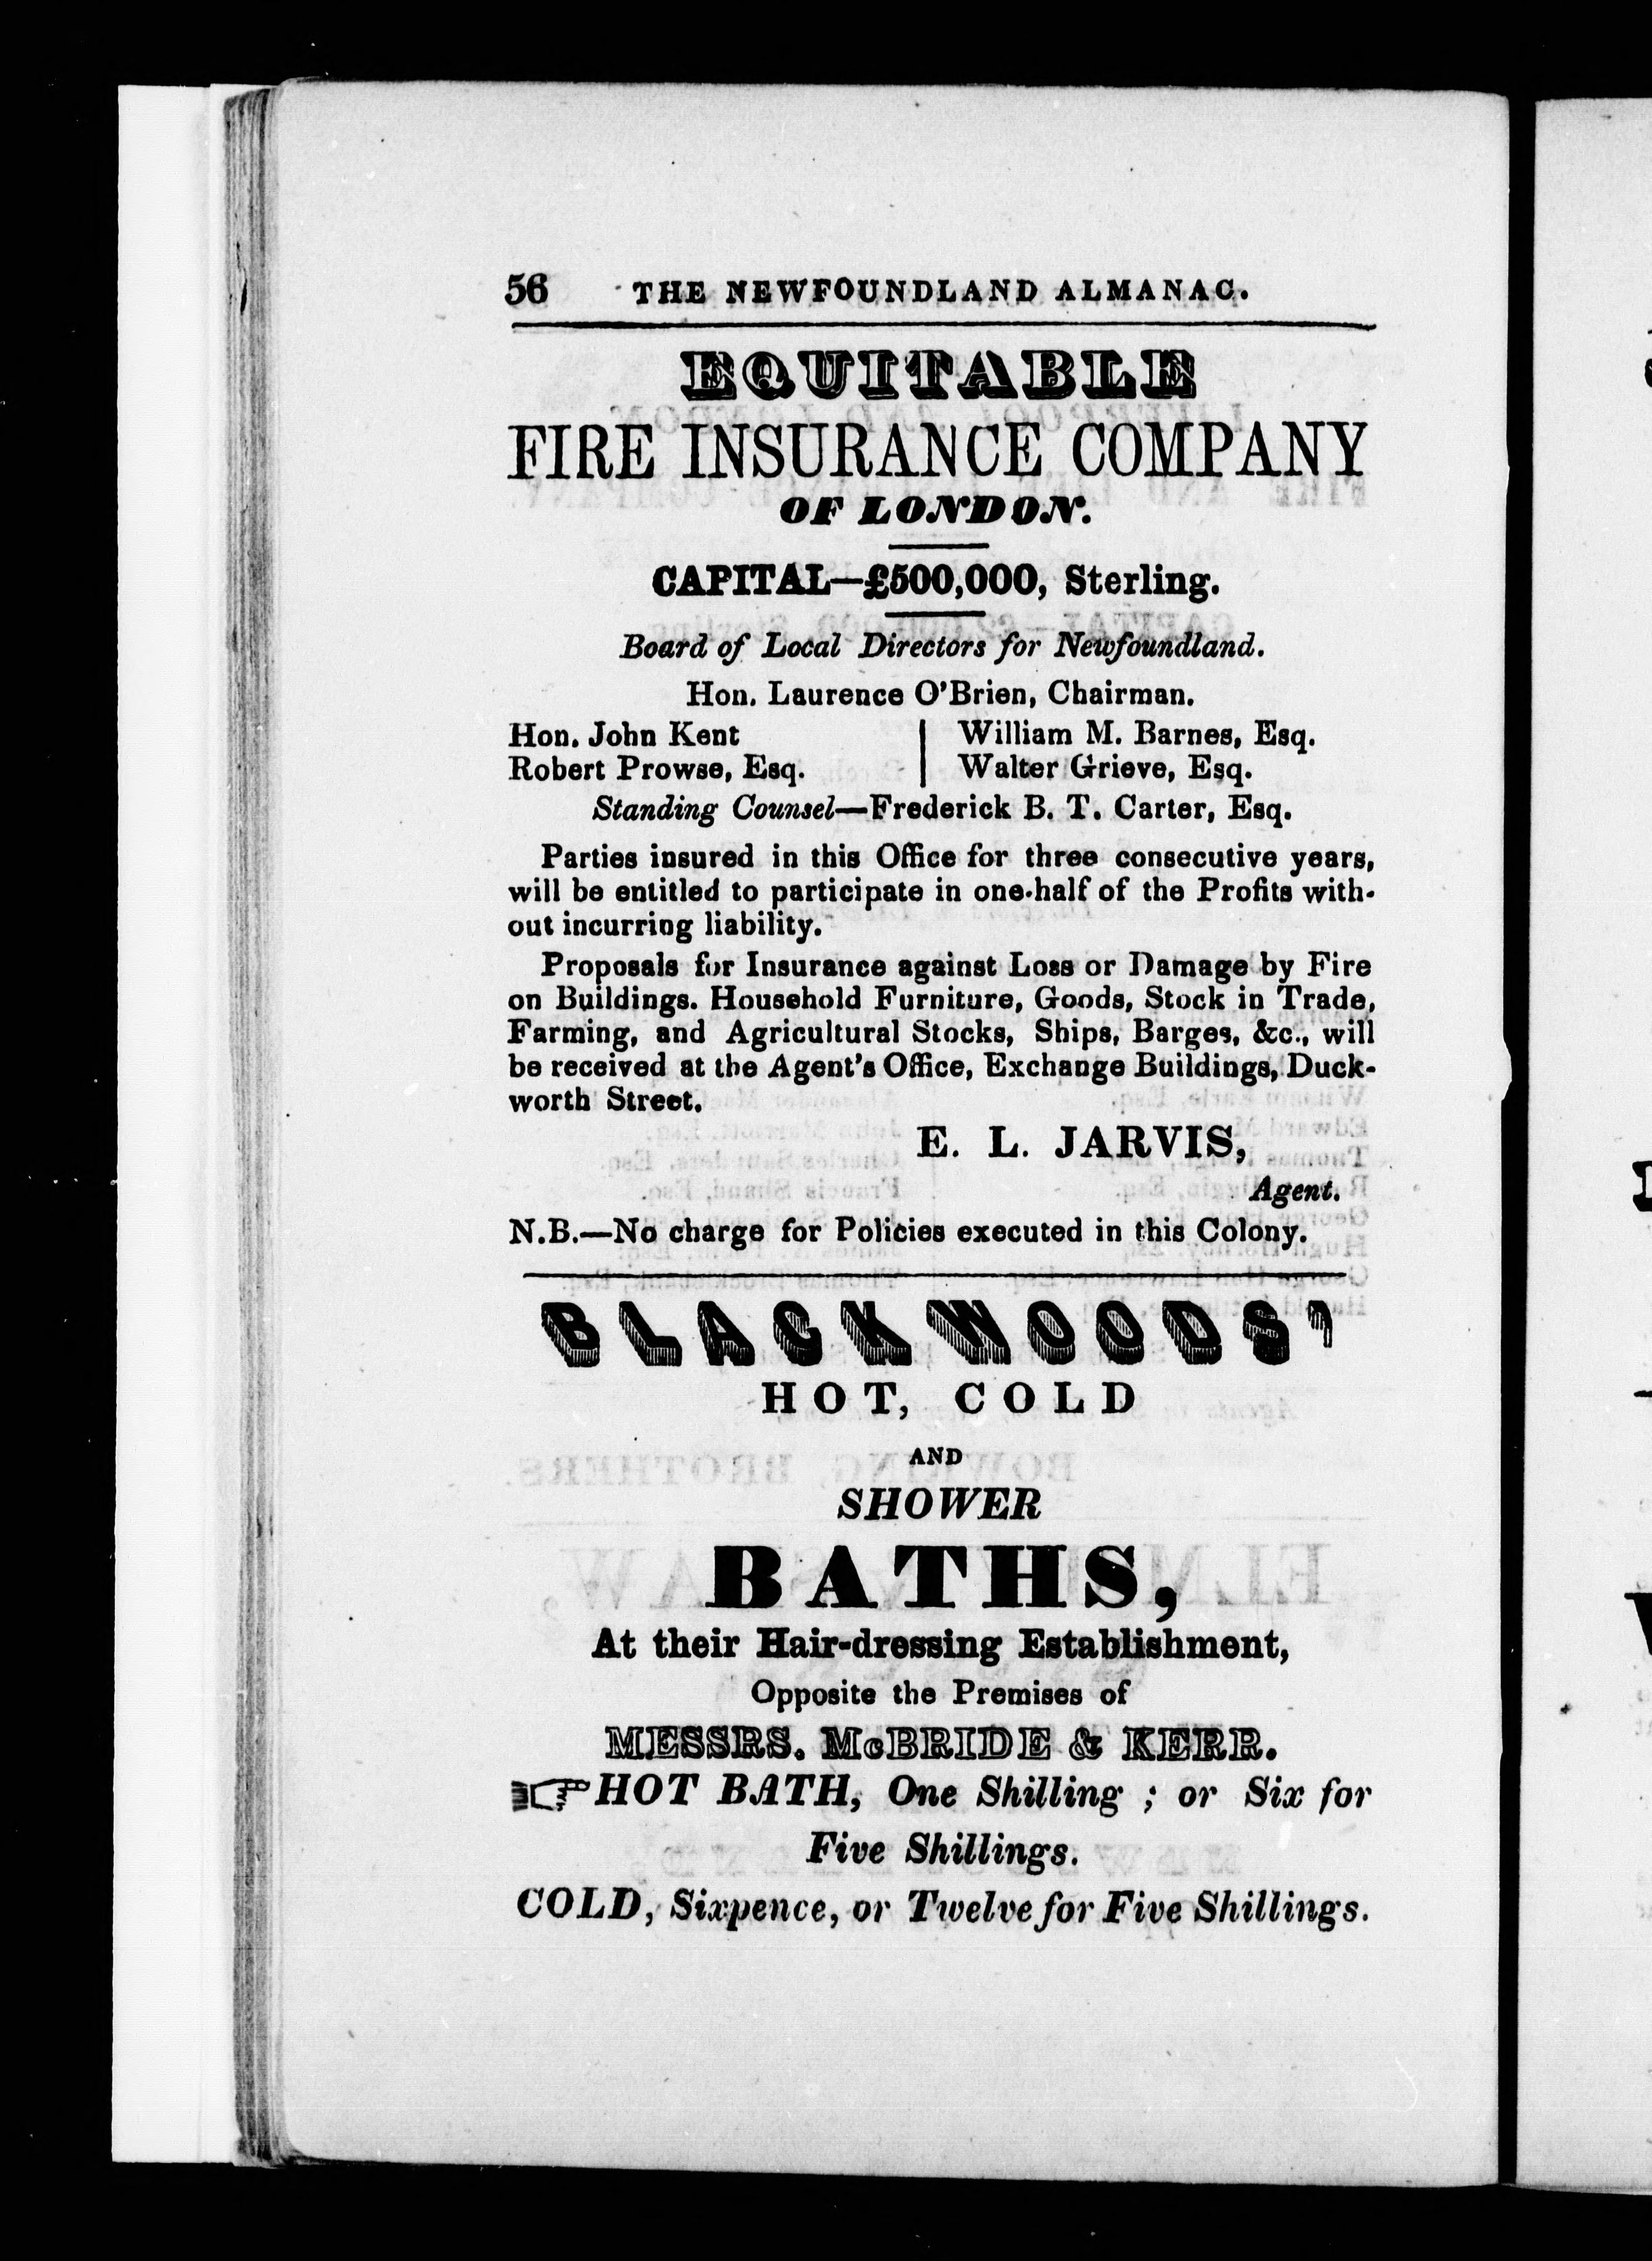 56 THE NEWFOUNDLAND ALMANAC.
EQUITABLE
FIRE INSURANCE COMPANY
OF LONDON.
CAPITAL—£500,000, Sterling.
Board of Local Directors for Newfoundland.
Hon. Laurence O'Brien, Chairman.
Hon. John Kent | William M. Barnes, Esq.
Robert Prowse, Esq. | Walter Grieve, Esq.
Standing Counsel—Frederick B. T. Carter, Esq.
Parties insured in this Office for three consecutive years,
will be entitled to participate in one-half of the Profits with-
out incurring liability.
Proposals for Insurance against Loss or Damage by Fire
on Buildings. Household Furniture, Goods, Stock in Trade,
Farming, and Agricultural Stocks, Ships, Barges, &c., will
be received at the Agent's Office, Exchange Buildings, Duck-
worth Street.
E. L. JARVIS,
Agent.
N.B.—No charge for Policies executed in this Colony.
BLACKWOODS'
HOT, COLD
AND
SHOWER
BATHS,
At their Hair-dressing Establishment,
Opposite the Premises of
MESSRS. McBRIDE & KERR.
☞HOT BATH, One Shilling ; or Six for
Five Shillings.
COLD, Sixpence, or Twelve for Five Shillings.